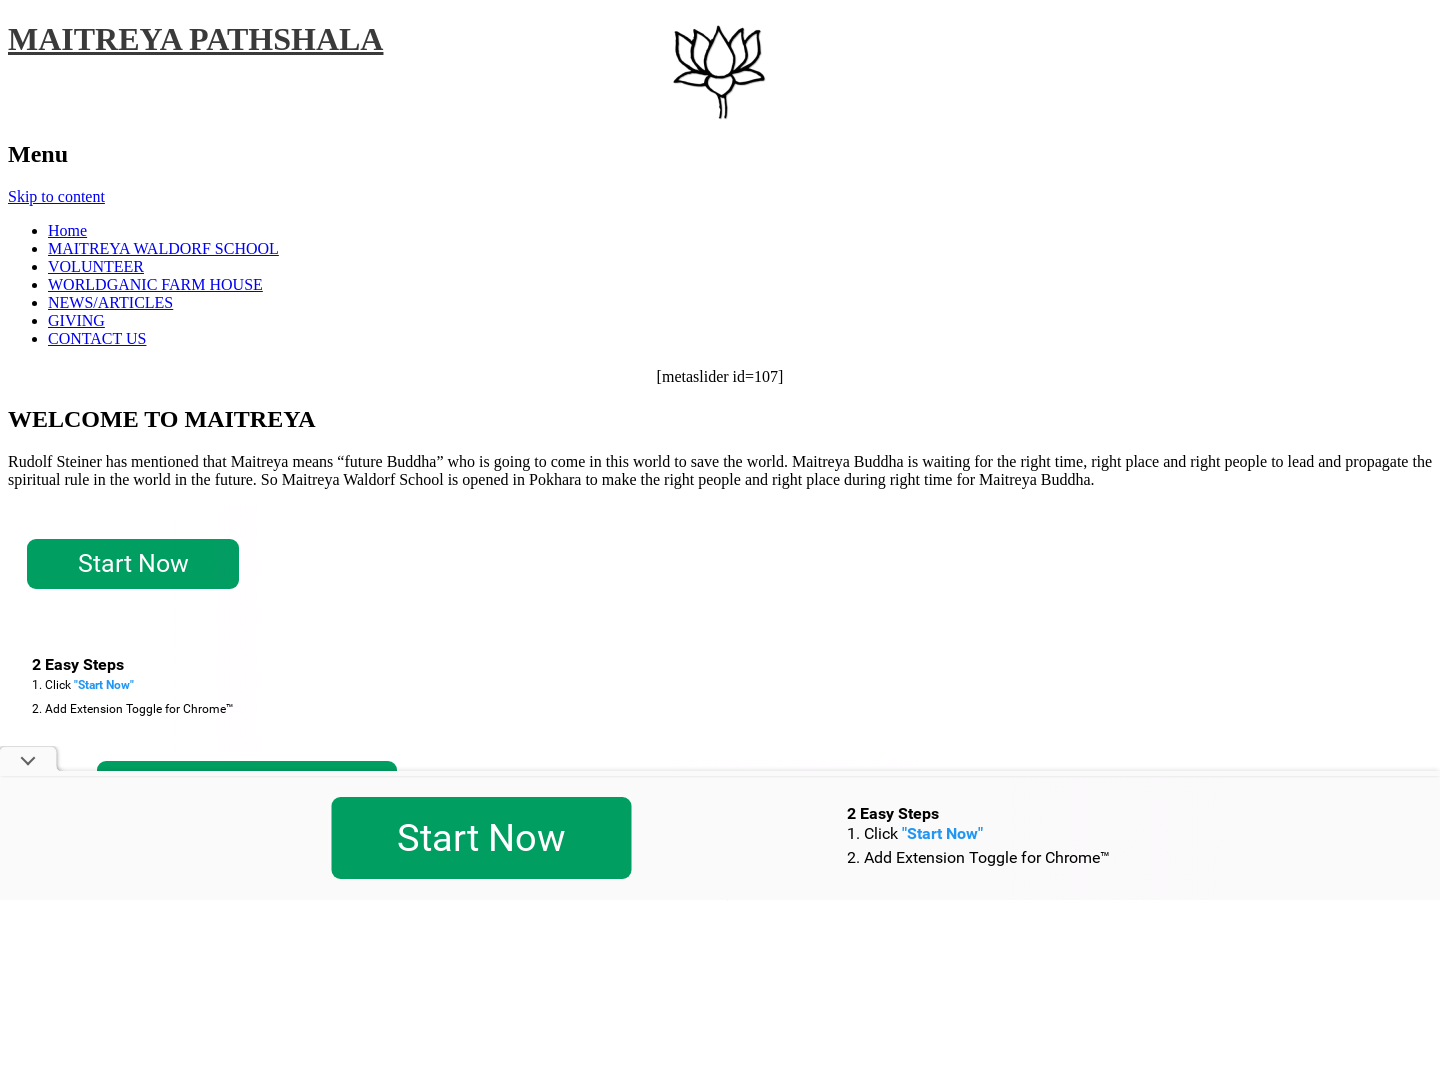 MAITREYA PATHSHALA
Menu
Skip to content
Home
MAITREYA WALDORF SCHOOL
VOLUNTEER
WORLDGANIC FARM HOUSE
NEWS/ARTICLES
GIVING
CONTACT US
[metaslider id=107]
WELCOME TO MAITREYA
Rudolf Steiner has mentioned that Maitreya means “future Buddha” who is going to come in this world to save the world. Maitreya Buddha is waiting for the right time, right place and right people to lead and propagate the
spiritual rule in the world in the future. So Maitreya Waldorf School is opened in Pokhara to make the right people and right place during right time for Maitreya Buddha.
Start Now
2 Easy Steps
1. Click "Start Now"
2. Add Extension Toggle for Chrome™
Start Now
2 Easy Steps
1. Click "Start Now"
2. Add Extension Toggle for Chrome™